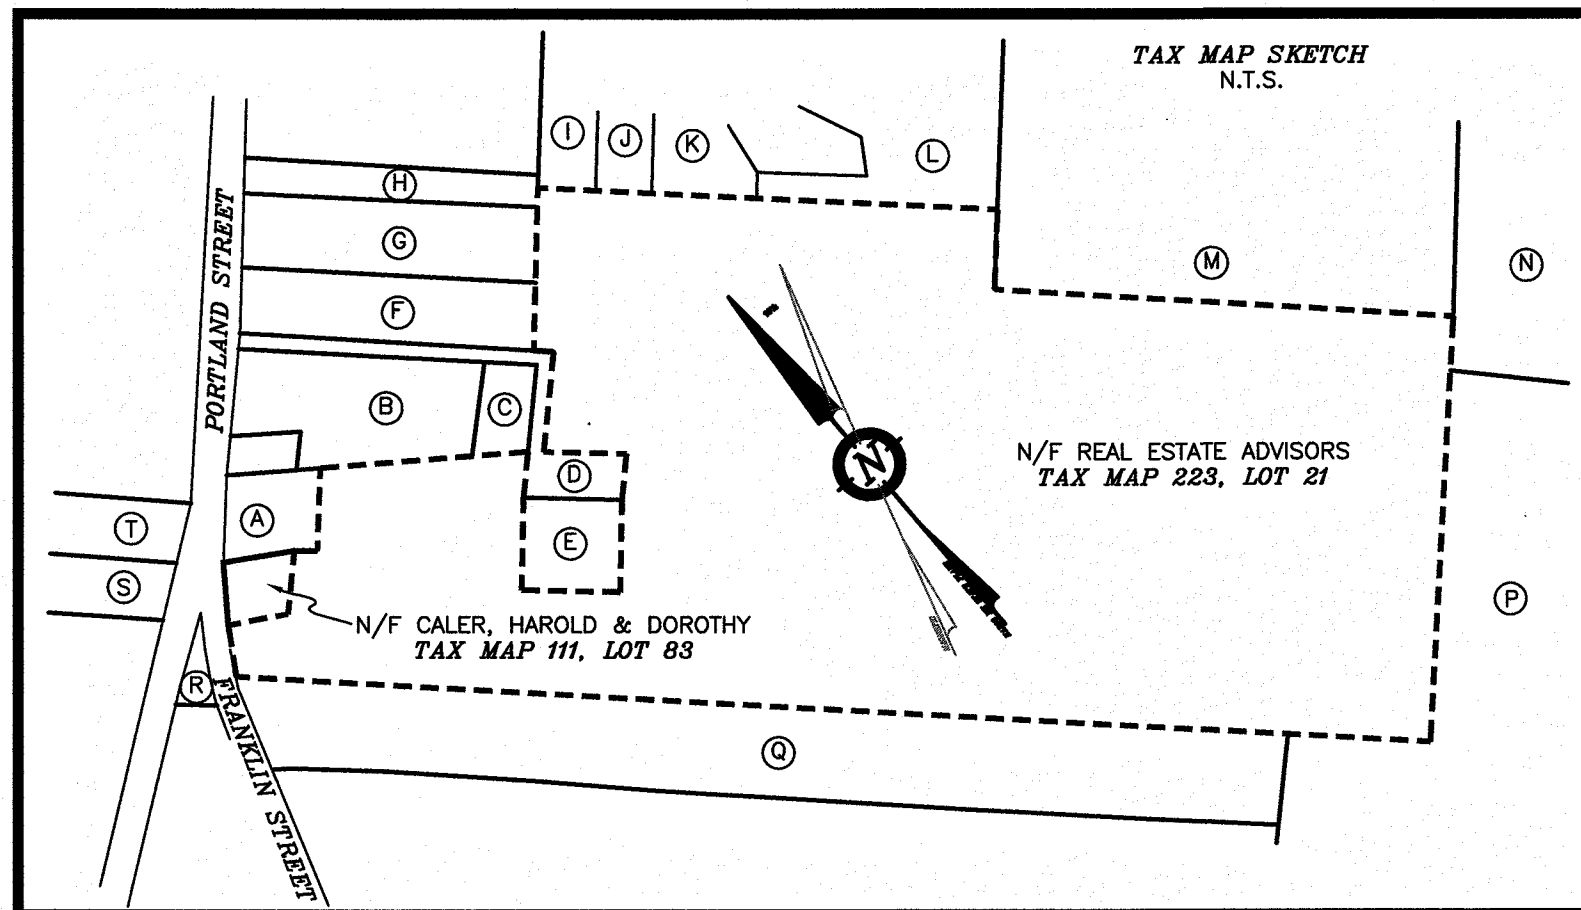 TAX MAP SKETCH
N.T.S.
I
J
K
L
H
G
F
M
N
PORTLAND STREET
B
C
D
E
A
T
S
N
N/F REAL ESTATE ADVISORS
TAX MAP 223, LOT 21
P
N/F CALER, HAROLD & DOROTHY
TAX MAP 111, LOT 83
R
FRANKLIN STREET
Q